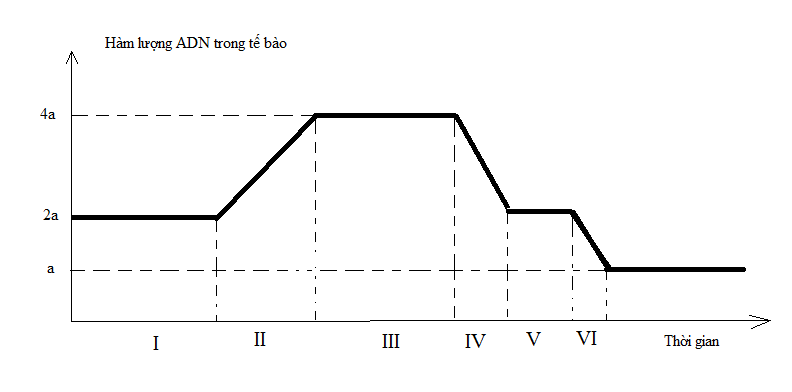 Hàm lượng ADN trong tế bào
4a
2a
a
I II III IV V VI Thời gian